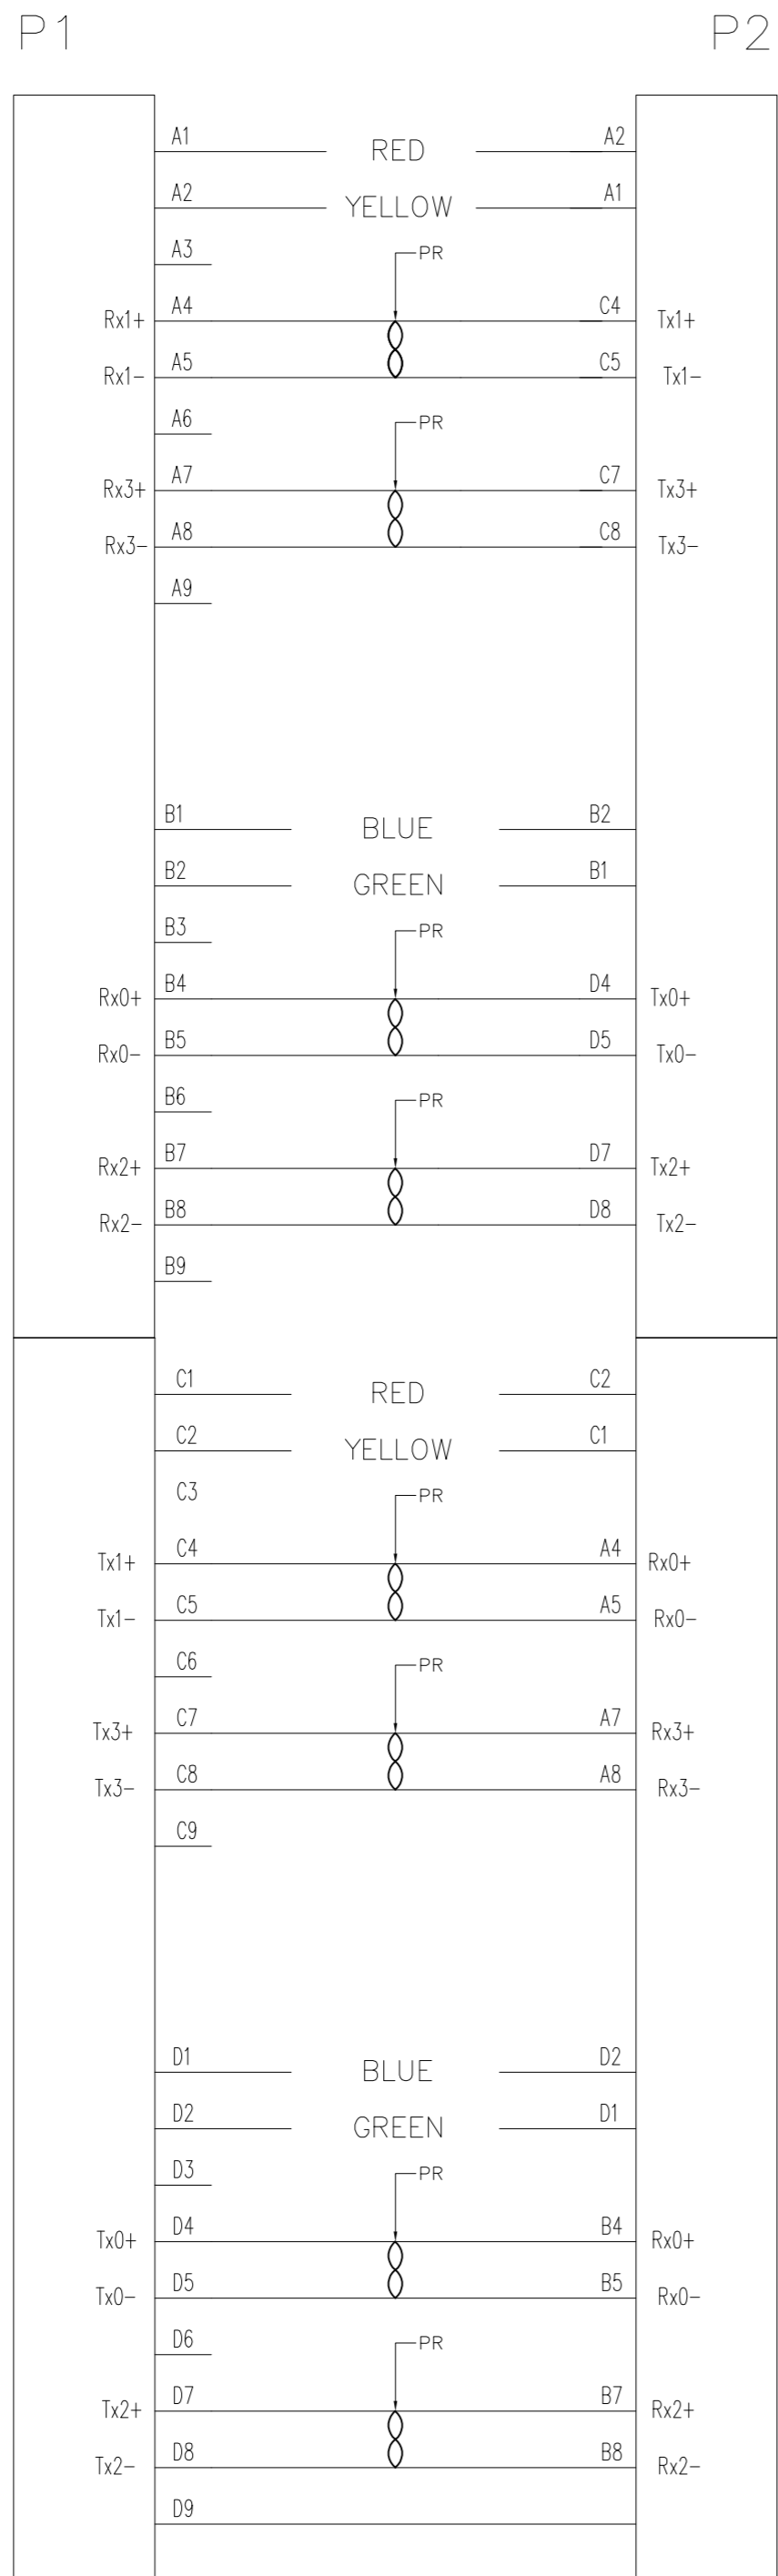 P1 P2
A1 RED A2
A2 YELLOW A1
A3
PR
Rx1+ A4 C4 Tx1+
Rx1- A5 C5 Tx1-
A6
PR
Rx3+ A7 C7 Tx3+
Rx3- A8 C8 Tx3-
A9
B1 BLUE B2
B2 GREEN B1
B3
PR
Rx0+ B4 D4 Tx0+
Rx0- B5 D5 Tx0-
B6
PR
Rx2+ B7 D7 Tx2+
Rx2- B8 D8 Tx2-
B9
C1 RED C2
C2 YELLOW C1
C3
PR
Tx1+ C4 A4 Rx0+
Tx1- C5 A5 Rx0-
C6
PR
Tx3+ C7 A7 Rx3+
Tx3- C8 A8 Rx3-
C9
D1 BLUE D2
D2 GREEN D1
D3
PR
Tx0+ D4 B4 Rx0+
Tx0- D5 B5 Rx0-
D6
PR
Tx2+ D7 B7 Rx2+
Tx2- D8 B8 Rx2-
D9